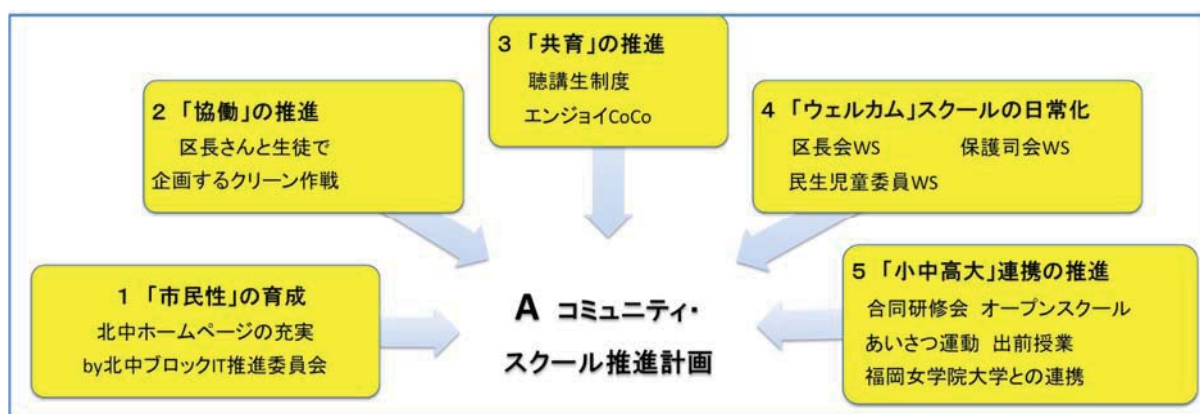 3 「共育」の推進
聴講生制度
エンジョイCoCo
2 「協働」の推進
区長さんと生徒で
企画するクリーン作戦
4 「ウェルカム」スクールの日常化
区長会WS 保護司会WS
民生児童委員WS
1 「市民性」の育成
北中ホームページの充実
by北中ブロックIT推進委員会
A コミュニティ・
スクール推進計画
5 「小中高大」連携の推進
合同研修会 オープンスクール
あいさつ運動 出前授業
福岡女学院大学との連携